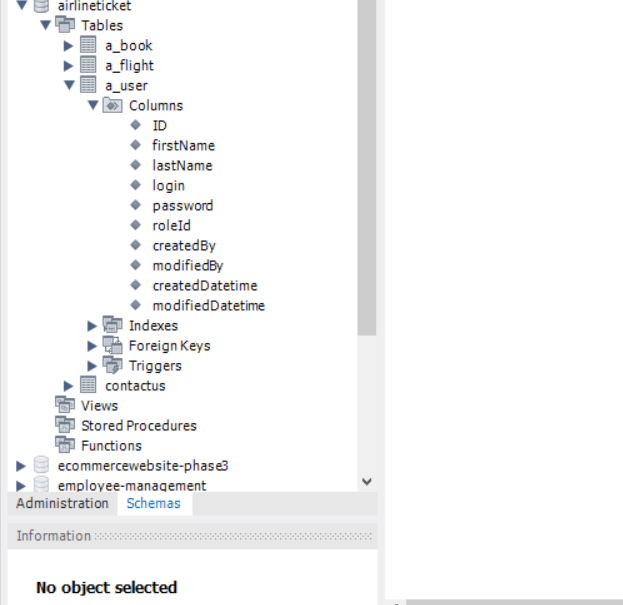 airlineticket
Tables
a_book
a_flight
a_user
Columns
ID
firstName
lastName
login
password
roleId
createdBy
modifiedBy
createdDatetime
modifiedDatetime
Indexes
Foreign Keys
Triggers
contactus
Views
Stored Procedures
Functions
ecommercewebsite-phase3
employee-management
Administration Schemas
Information
No object selected